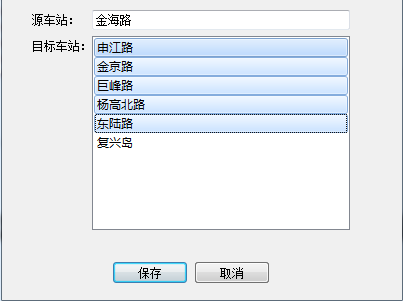 源车站： 金海路
目标车站： 申江路
金京路
巨峰路
杨高北路
东陆路
复兴岛
保存 取消